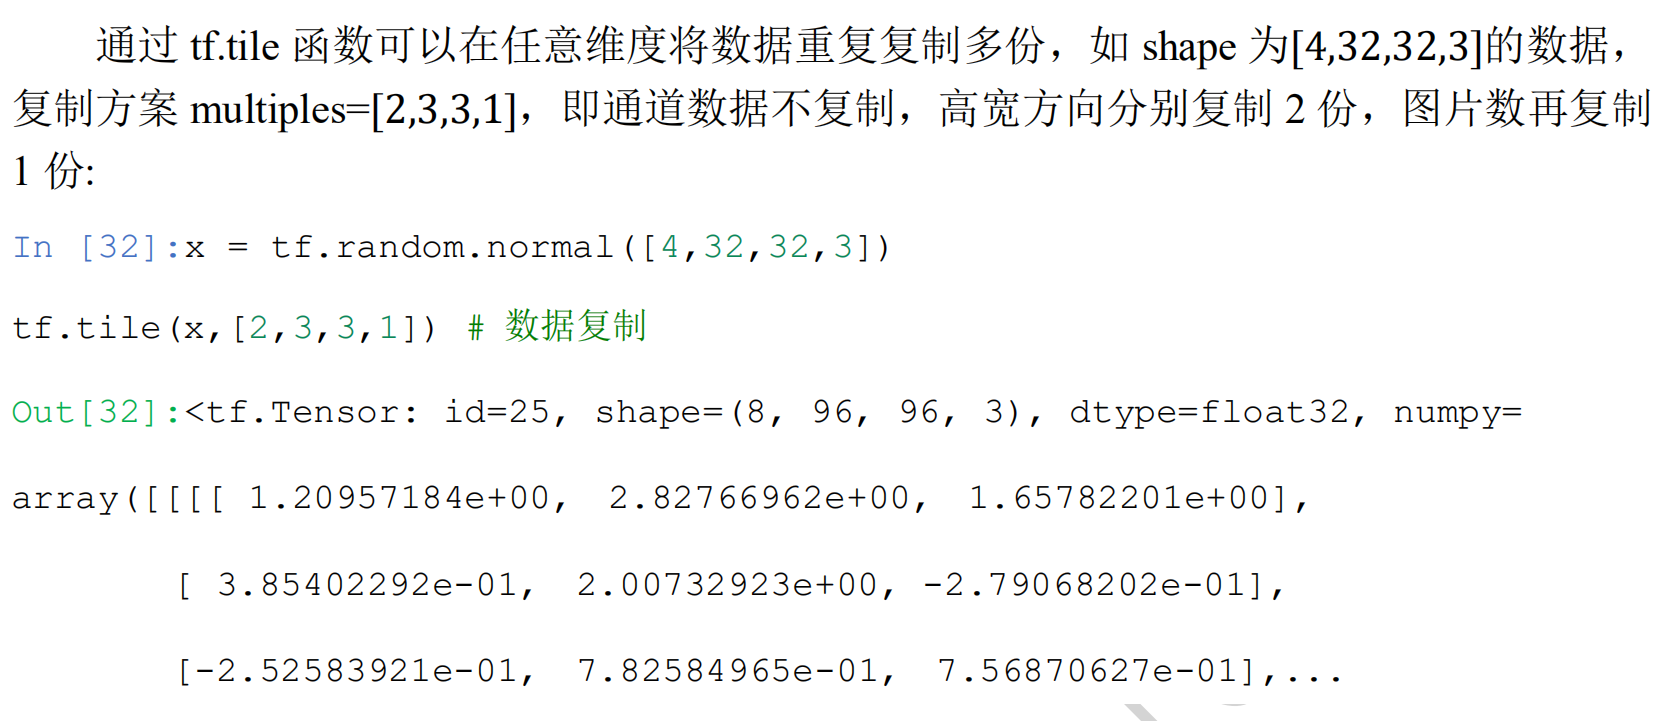 通过 tf.tile 函数可以在任意维度将数据重复复制多份，如 shape 为[4,32,32,3]的数据，
复制方案 multiples=[2,3,3,1]，即通道数据不复制，高宽方向分别复制 2 份，图片数再复制
1 份:
In [32]:x = tf.random.normal([4,32,32,3])
tf.tile(x,[2,3,3,1]) # 数据复制
Out[32]:<tf.Tensor: id=25, shape=(8, 96, 96, 3), dtype=float32, numpy=
array([[[[ 1.20957184e+00,  2.82766962e+00,  1.65782201e+00],
[ 3.85402292e-01,  2.00732923e+00, -2.79068202e-01],
[-2.52583921e-01,  7.82584965e-01,  7.56870627e-01],...